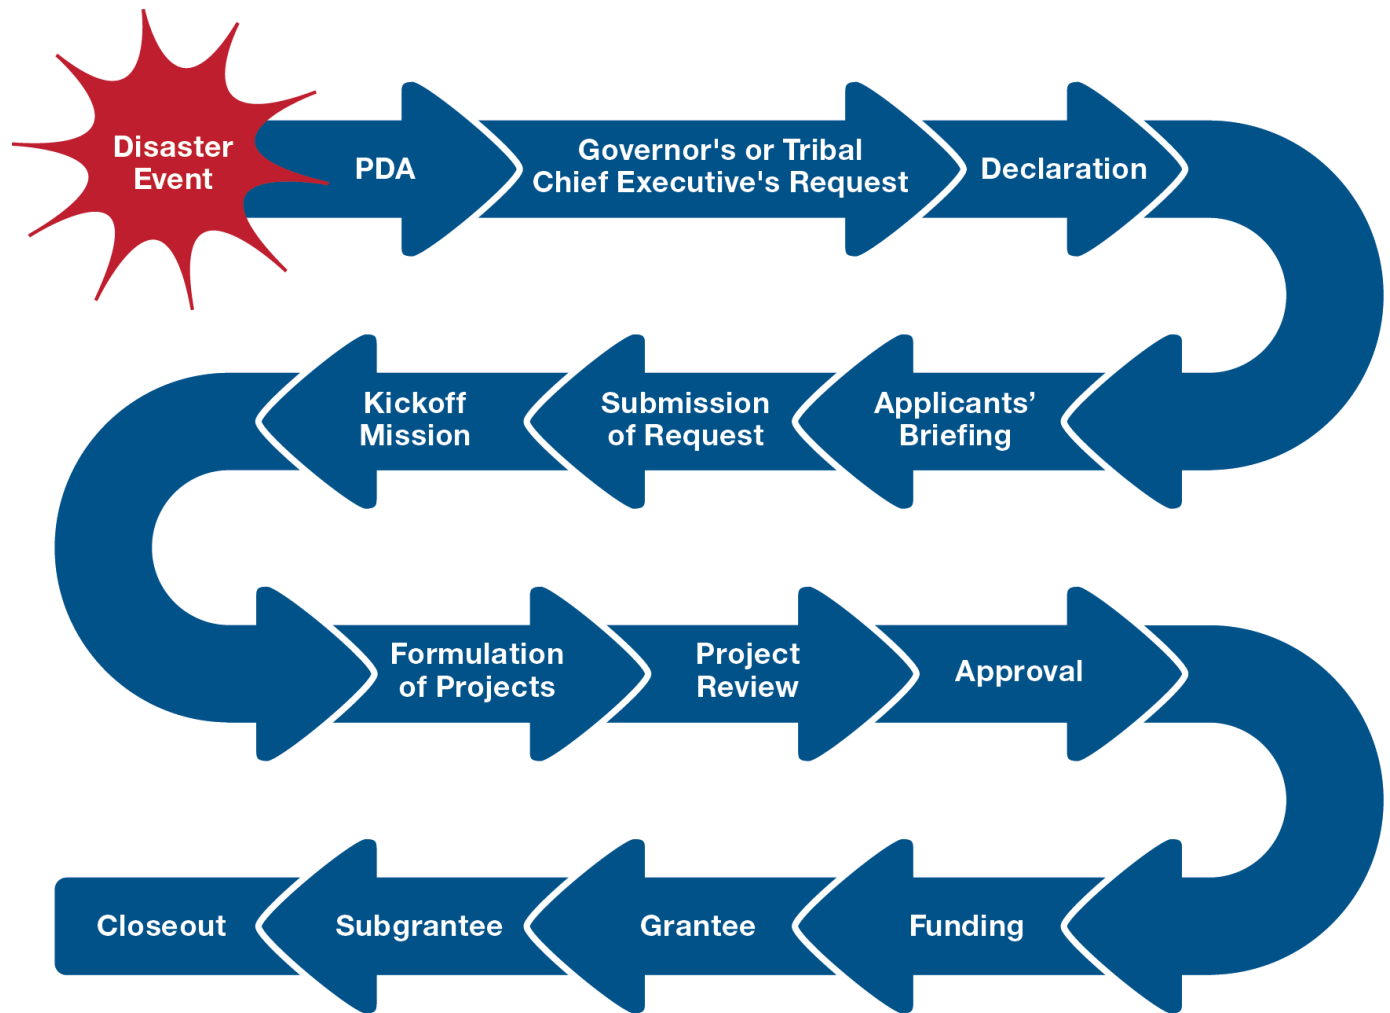 Disaster
Event
PDA
Governor's or Tribal
Chief Executive's Request
Declaration
Applicants’
Briefing
Submission
of Request
Kickoff
Mission
Formulation
of Projects
Project
Review
Approval
Funding
Grantee
Subgrantee
Closeout